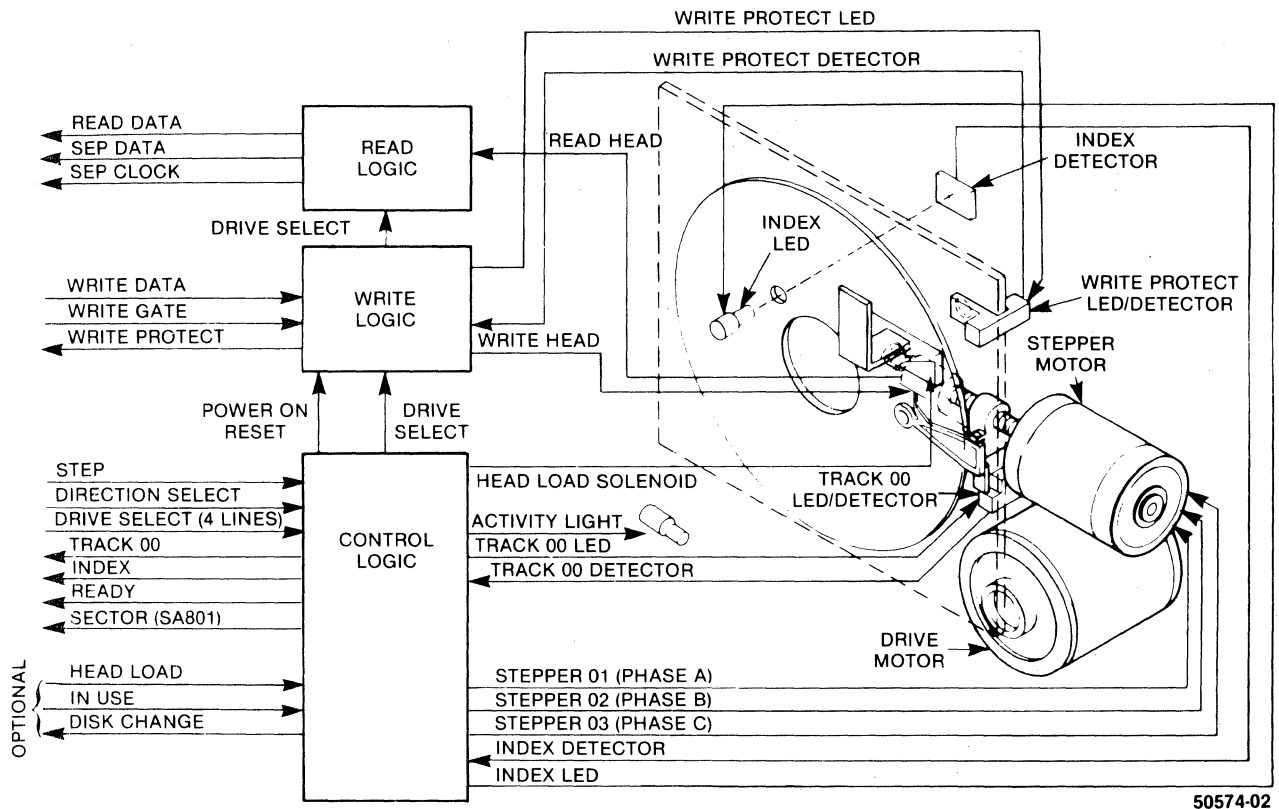 WRITE PROTECT LED
WRITE PROTECT DETECTOR
READ DATA
SEP DATA
SEP CLOCK
READ
LOGIC
READ HEAD
INDEX
DETECTOR
DRIVE SELECT
INDEX
LED
WRITE DATA
WRITE GATE
WRITE PROTECT
WRITE
LOGIC
WRITE PROTECT
LED/DETECTOR
WRITE HEAD
STEPPER
MOTOR
POWER ON
RESET
DRIVE
SELECT
STEP
DIRECTION SELECT
DRIVE SELECT (4 LINES)
TRACK 00
INDEX
READY
SECTOR (SA801)
CONTROL
LOGIC
HEAD LOAD SOLENOID
ACTIVITY LIGHT
TRACK 00 LED
TRACK 00 DETECTOR
TRACK 00
LED/DETECTOR
DRIVE
MOTOR
OPTIONAL
HEAD LOAD
IN USE
DISK CHANGE
STEPPER 01 (PHASE A)
STEPPER 02 (PHASE B)
STEPPER 03 (PHASE C)
INDEX DETECTOR
INDEX LED
50574-02